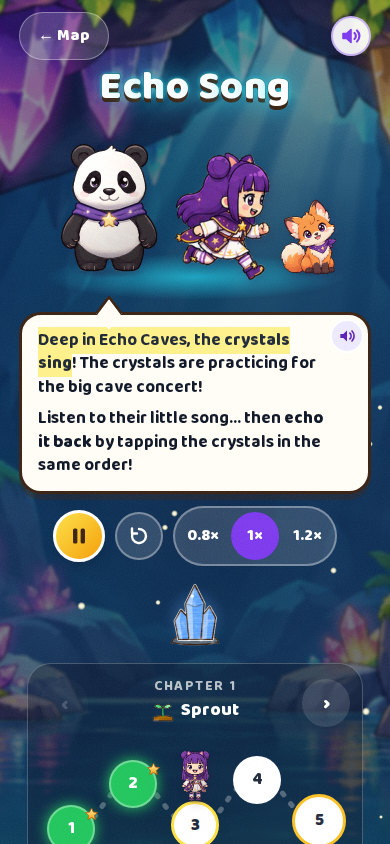 ← Map
Echo Song
Deep in Echo Caves, the crystals
sing! The crystals are practicing for
the big cave concert!
Listen to their little song... then echo
it back by tapping the crystals in the
same order!
0.8× 1× 1.2×
CHAPTER 1
‹ 🌱 Sprout ›
2 4
1 3 5